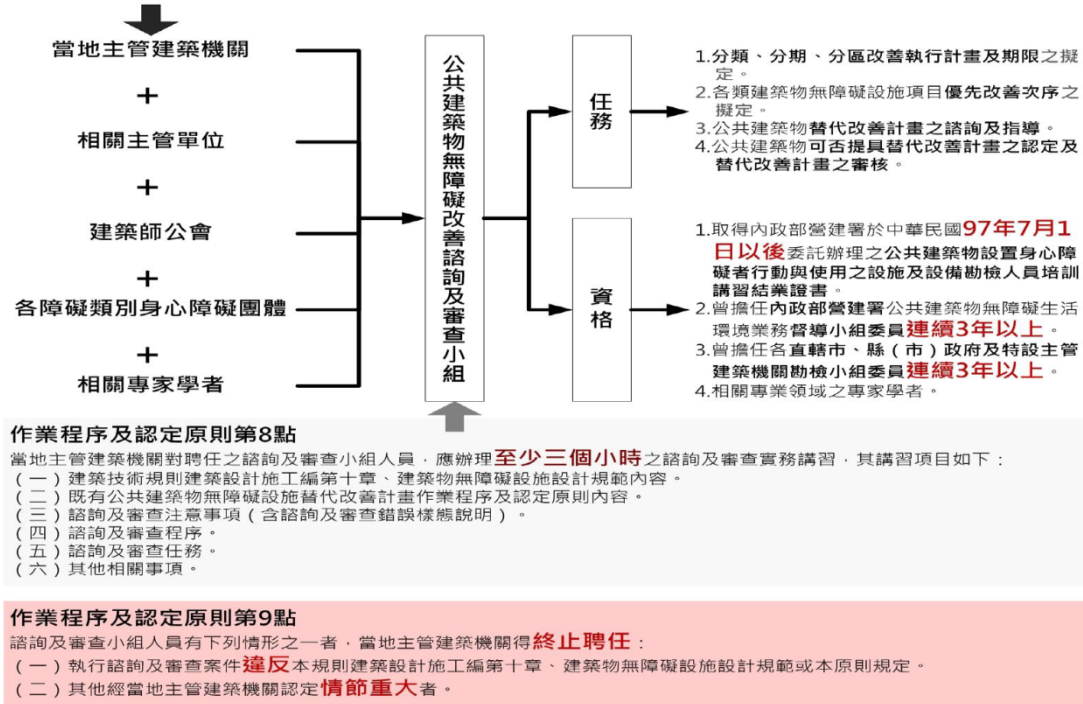 當地主管建築機關
+
相關主管單位
+
建築師公會
+
各障礙類別身心障礙團體
+
相關專家學者
公共建築物無障礙改善諮詢及審查小組
任務
1.分類、分期、分區改善執行計畫及期限之擬
定。
2.各類建築物無障礙設施項目優先改善次序之
擬定。
3.公共建築物替代改善計畫之諮詢及指導。
4.公共建築物可否提具替代改善計畫之認定及
替代改善計畫之審核。
資格
1.取得內政部營建署於中華民國97年7月1
日以後委託辦理之公共建築物設置身心障
礙者行動與使用之設施及設備勘檢人員培訓
講習結業證書。
2.曾擔任內政部營建署公共建築物無障礙生活
環境業務督導小組委員連續3年以上。
3.曾擔任各直轄市、縣（市）政府及特設主管
建築機關勘檢小組委員連續3年以上。
4.相關專業領域之專家學者。
作業程序及認定原則第8點
當地主管建築機關對聘任之諮詢及審查小組人員，應辦理至少三個小時之諮詢及審查實務講習，其講習項目如下：
（一）建築技術規則建築設計施工編第十章、建築物無障礙設施設計規範內容。
（二）既有公共建築物無障礙設施替代改善計畫作業程序及認定原則內容。
（三）諮詢及審查注意事項（含諮詢及審查錯誤樣態說明）。
（四）諮詢及審查程序。
（五）諮詢及審查任務。
（六）其他相關事項。
作業程序及認定原則第9點
諮詢及審查小組人員有下列情形之一者，當地主管建築機關得終止聘任：
（一）執行諮詢及審查案件違反本規則建築設計施工編第十章、建築物無障礙設施設計規範或本原則規定。
（二）其他經當地主管建築機關認定情節重大者。